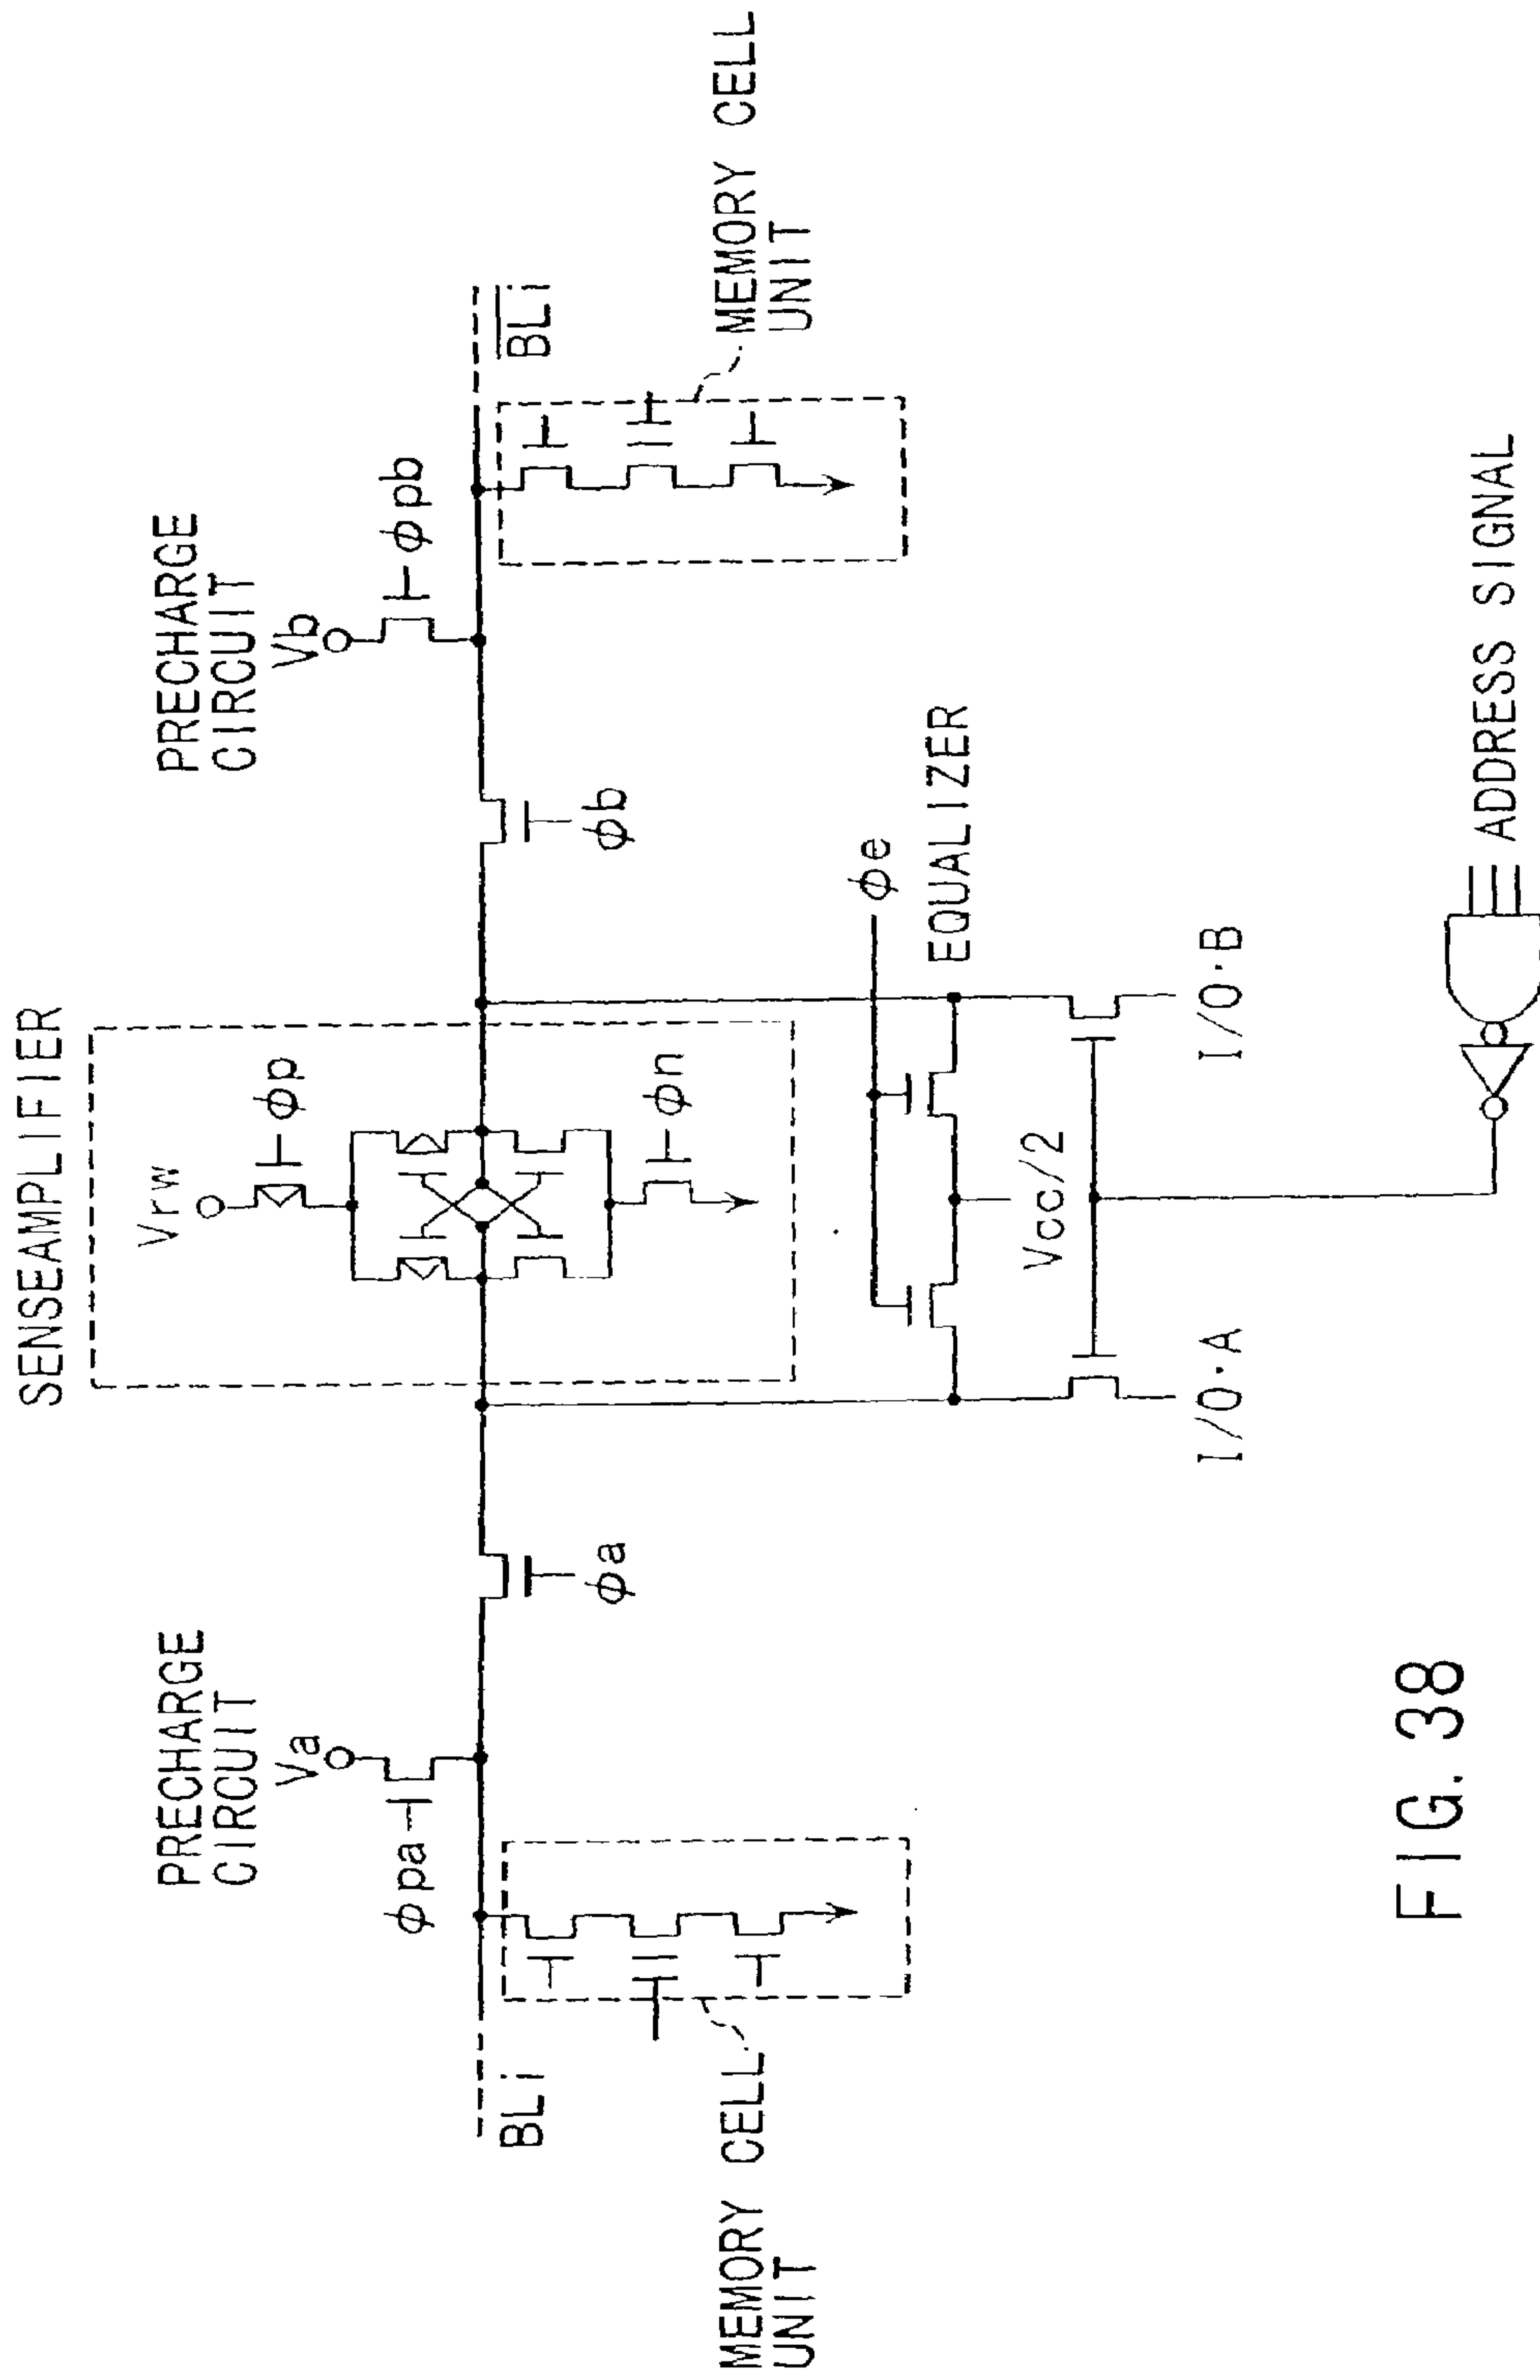 SENSEAMPLIFIER
PRECHARGE
CIRCUIT
Va
ϕpa
Vrw
ϕp
PRECHARGE
CIRCUIT
Vb
ϕpb
BLi
B̅L̅i̅
ϕa
ϕn
ϕb
MEMORY CELL
UNIT
MEMORY CELL
UNIT
ϕe
EQUALIZER
Vcc/2
I/O·A
I/O·B
ADDRESS SIGNAL
FIG. 38